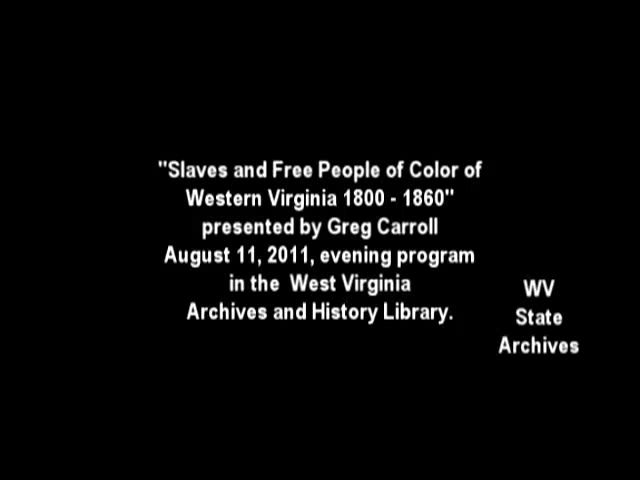 "Slaves and Free People of Color of
Western Virginia 1800 - 1860"
presented by Greg Carroll
August 11, 2011, evening program
in the  West Virginia
Archives and History Library.
WV
State
Archives